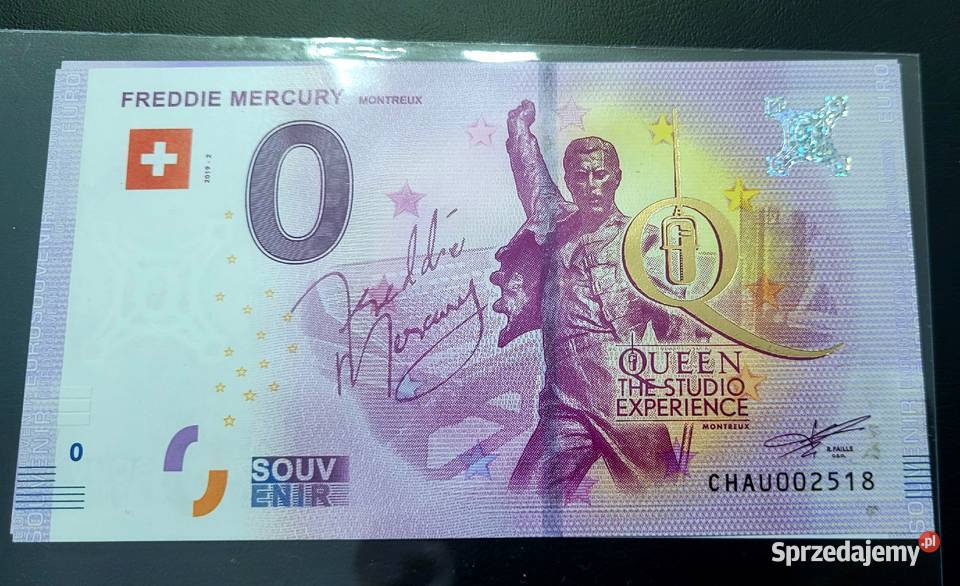 FREDDIE MERCURY MONTREUX
2019 - 2
0
Freddie
Mercury
QUEEN
THE STUDIO
EXPERIENCE
MONTREUX
R.FAILLE
0
SOUV
ENIR
CHAU002518
EURO
Sprzedajemy.pl